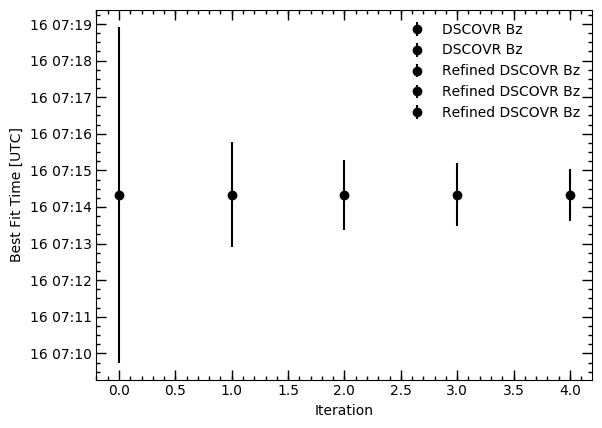 16 07:19
16 07:18
16 07:17
16 07:16
16 07:15
16 07:14
16 07:13
16 07:12
16 07:11
16 07:10
Best Fit Time [UTC]
DSCOVR Bz
DSCOVR Bz
Refined DSCOVR Bz
Refined DSCOVR Bz
Refined DSCOVR Bz
0.0 0.5 1.0 1.5 2.0 2.5 3.0 3.5 4.0
Iteration